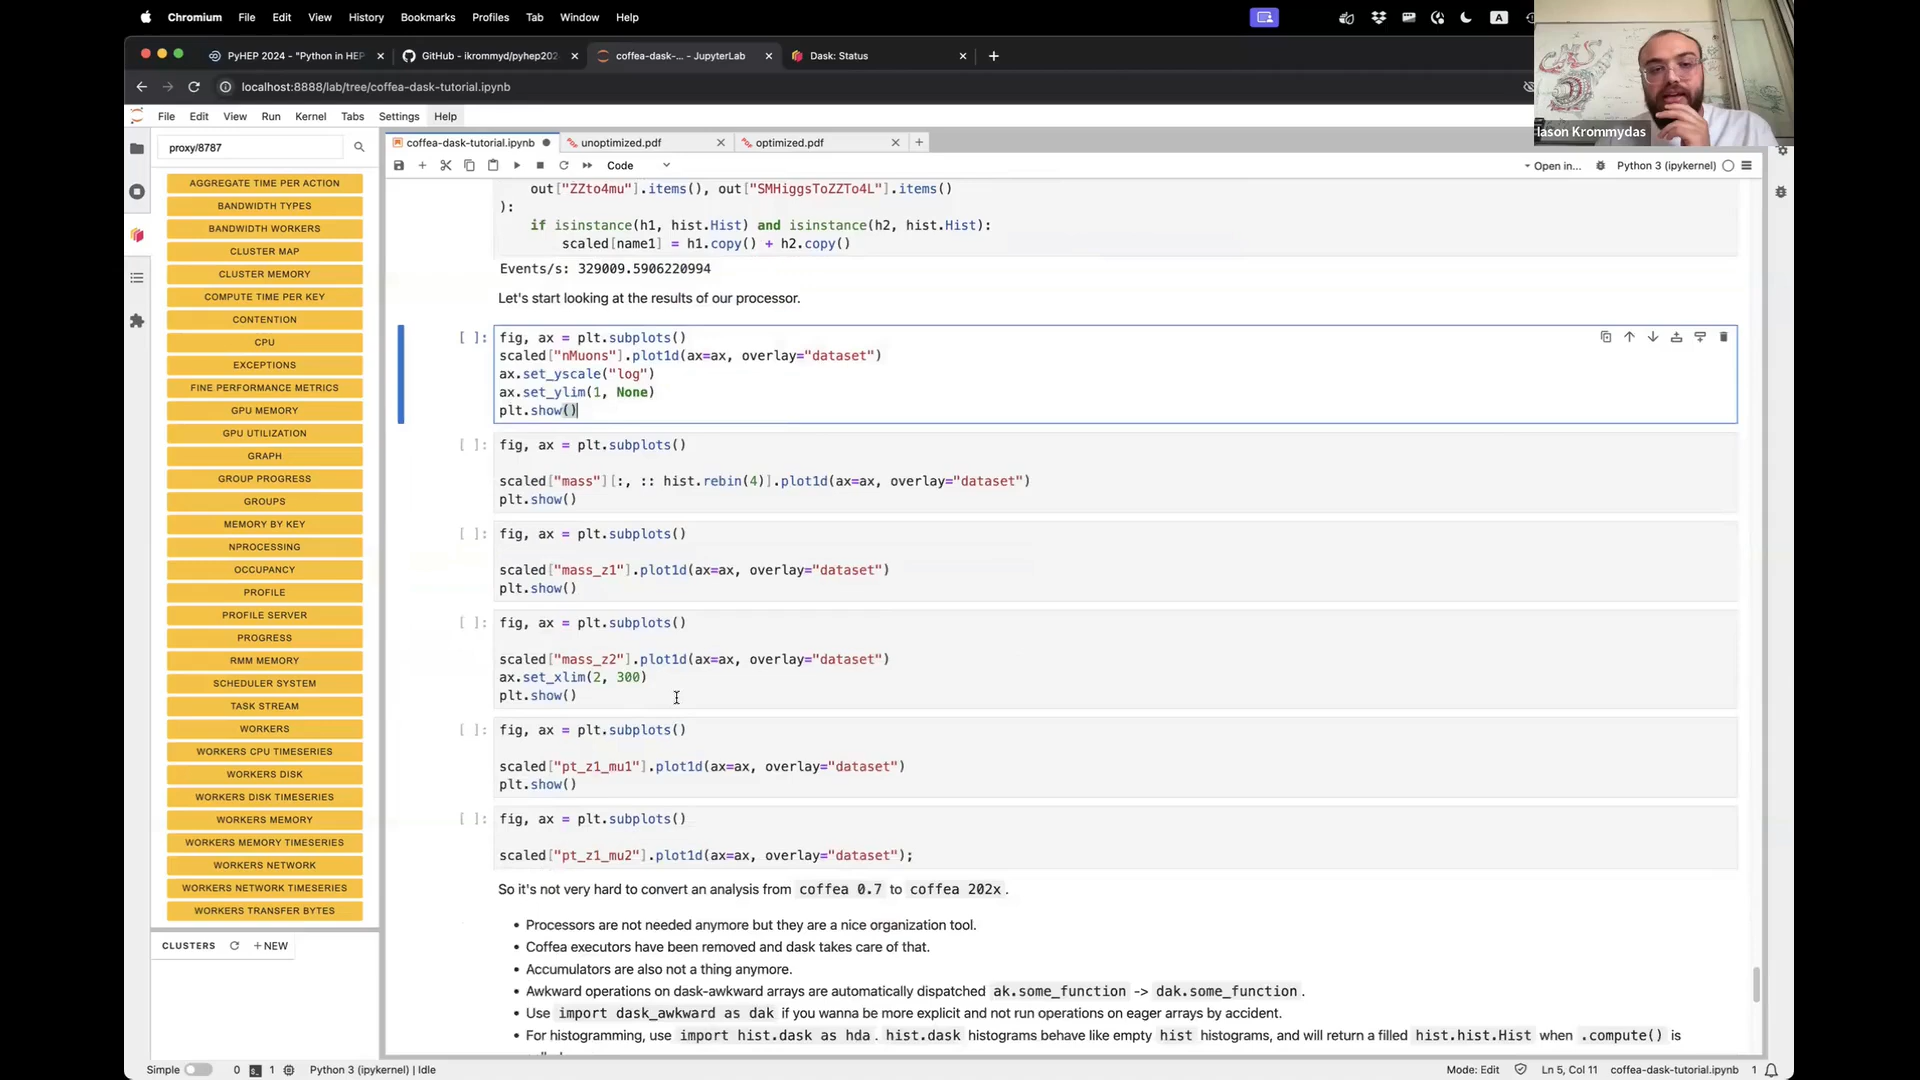 Chromium File Edit View History Bookmarks Profiles Tab Window Help A
PyHEP 2024 - "Python in HEP GitHub - ikrommyd/pyhep202 coffea-dask-... - JupyterLab Dask: Status
localhost:8888/lab/tree/coffea-dask-tutorial.ipynb
Iason Krommydas
File Edit View Run Kernel Tabs Settings Help
proxy/8787
AGGREGATE TIME PER ACTION
BANDWIDTH TYPES
BANDWIDTH WORKERS
CLUSTER MAP
CLUSTER MEMORY
COMPUTE TIME PER KEY
CONTENTION
CPU
EXCEPTIONS
FINE PERFORMANCE METRICS
GPU MEMORY
GPU UTILIZATION
GRAPH
GROUP PROGRESS
GROUPS
MEMORY BY KEY
NPROCESSING
OCCUPANCY
PROFILE
PROFILE SERVER
PROGRESS
RMM MEMORY
SCHEDULER SYSTEM
TASK STREAM
WORKERS
WORKERS CPU TIMESERIES
WORKERS DISK
WORKERS DISK TIMESERIES
WORKERS MEMORY
WORKERS MEMORY TIMESERIES
WORKERS NETWORK
WORKERS NETWORK TIMESERIES
WORKERS TRANSFER BYTES
CLUSTERS + NEW
coffea-dask-tutorial.ipynb unoptimized.pdf optimized.pdf
Code Open in... Python 3 (ipykernel)
out["ZZto4mu"].items(), out["SMHiggsToZZTo4L"].items()
):
if isinstance(h1, hist.Hist) and isinstance(h2, hist.Hist):
scaled[name1] = h1.copy() + h2.copy()
Events/s: 329009.5906220994
Let's start looking at the results of our processor.
[ ]: fig, ax = plt.subplots()
scaled["nMuons"].plot1d(ax=ax, overlay="dataset")
ax.set_yscale("log")
ax.set_ylim(1, None)
plt.show()
[ ]: fig, ax = plt.subplots()
scaled["mass"][:, :: hist.rebin(4)].plot1d(ax=ax, overlay="dataset")
plt.show()
[ ]: fig, ax = plt.subplots()
scaled["mass_z1"].plot1d(ax=ax, overlay="dataset")
plt.show()
[ ]: fig, ax = plt.subplots()
scaled["mass_z2"].plot1d(ax=ax, overlay="dataset")
ax.set_xlim(2, 300)
plt.show()
[ ]: fig, ax = plt.subplots()
scaled["pt_z1_mu1"].plot1d(ax=ax, overlay="dataset")
plt.show()
[ ]: fig, ax = plt.subplots()
scaled["pt_z1_mu2"].plot1d(ax=ax, overlay="dataset");
So it's not very hard to convert an analysis from coffea 0.7 to coffea 202x.
• Processors are not needed anymore but they are a nice organization tool.
• Coffea executors have been removed and dask takes care of that.
• Accumulators are also not a thing anymore.
• Awkward operations on dask-awkward arrays are automatically dispatched ak.some_function -> dak.some_function.
• Use import dask_awkward as dak if you wanna be more explicit and not run operations on eager arrays by accident.
• For histogramming, use import hist.dask as hda. hist.dask histograms behave like empty hist histograms, and will return a filled hist.hist.Hist when .compute() is
Simple 0 1 Python 3 (ipykernel) | Idle Mode: Edit Ln 5, Col 11 coffea-dask-tutorial.ipynb 1